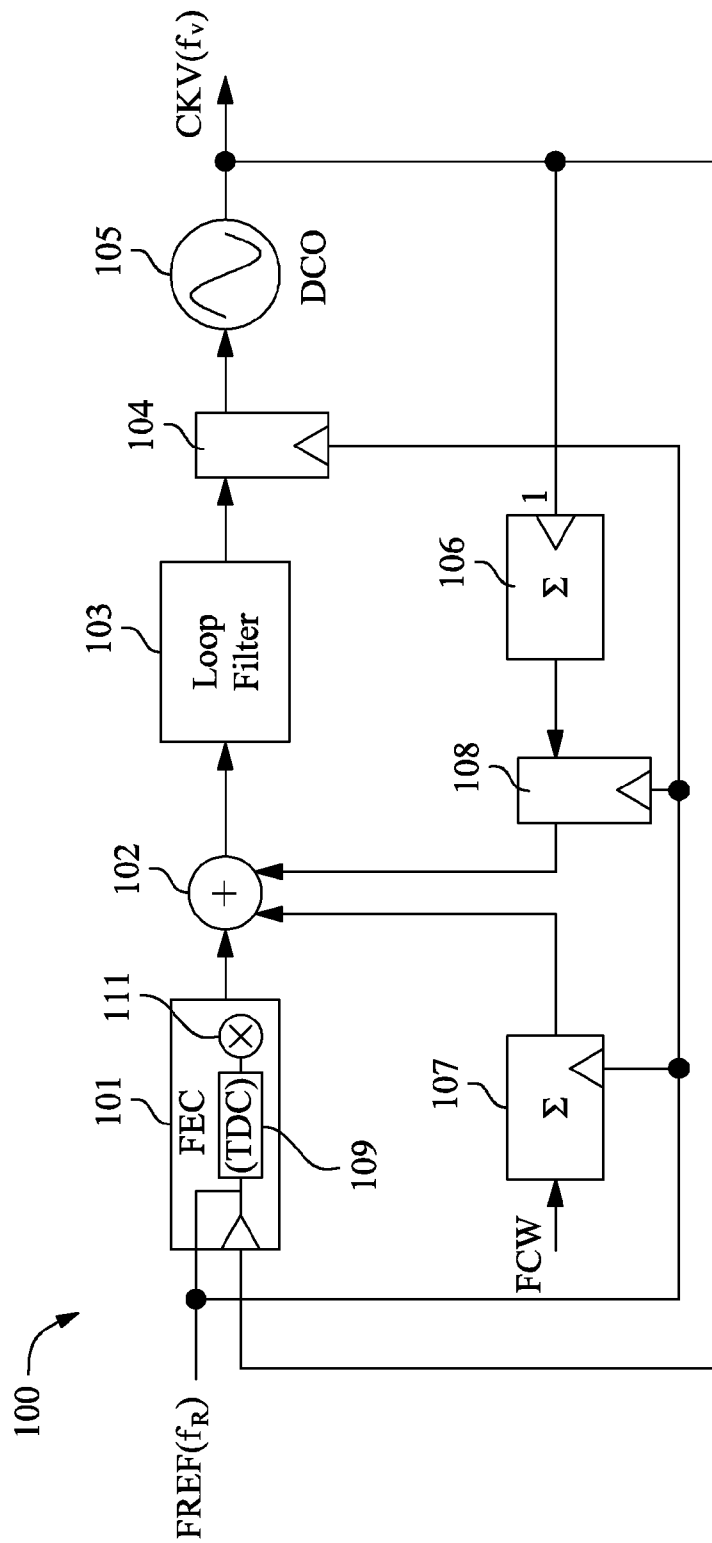 100
FREF(fR)
101
FEC
(TDC)
109
111
102
103
Loop
Filter
104
105
DCO
CKV(fv)
FCW
107
Σ
108
106
Σ
1